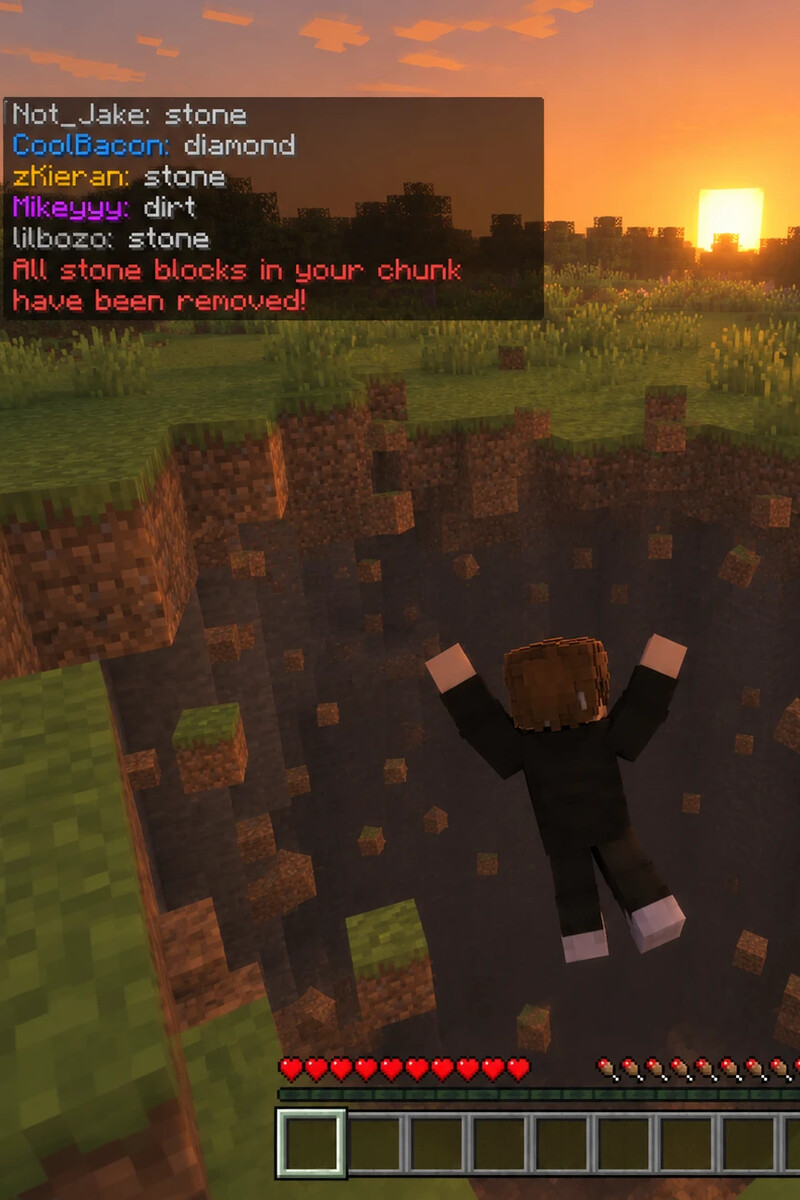 Not_Jake: stone
CoolBacon: diamond
zKieran: stone
Mikeyyy: dirt
lilbozo: stone
All stone blocks in your chunk
have been removed!